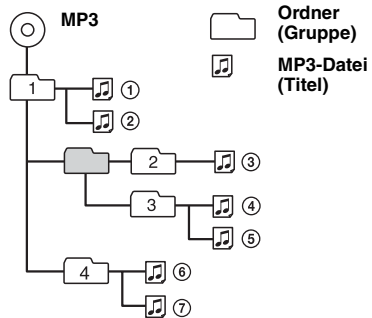 MP3
Ordner
(Gruppe)
MP3-Datei
(Titel)
1
①
②
2
③
3
④
⑤
4
⑥
⑦